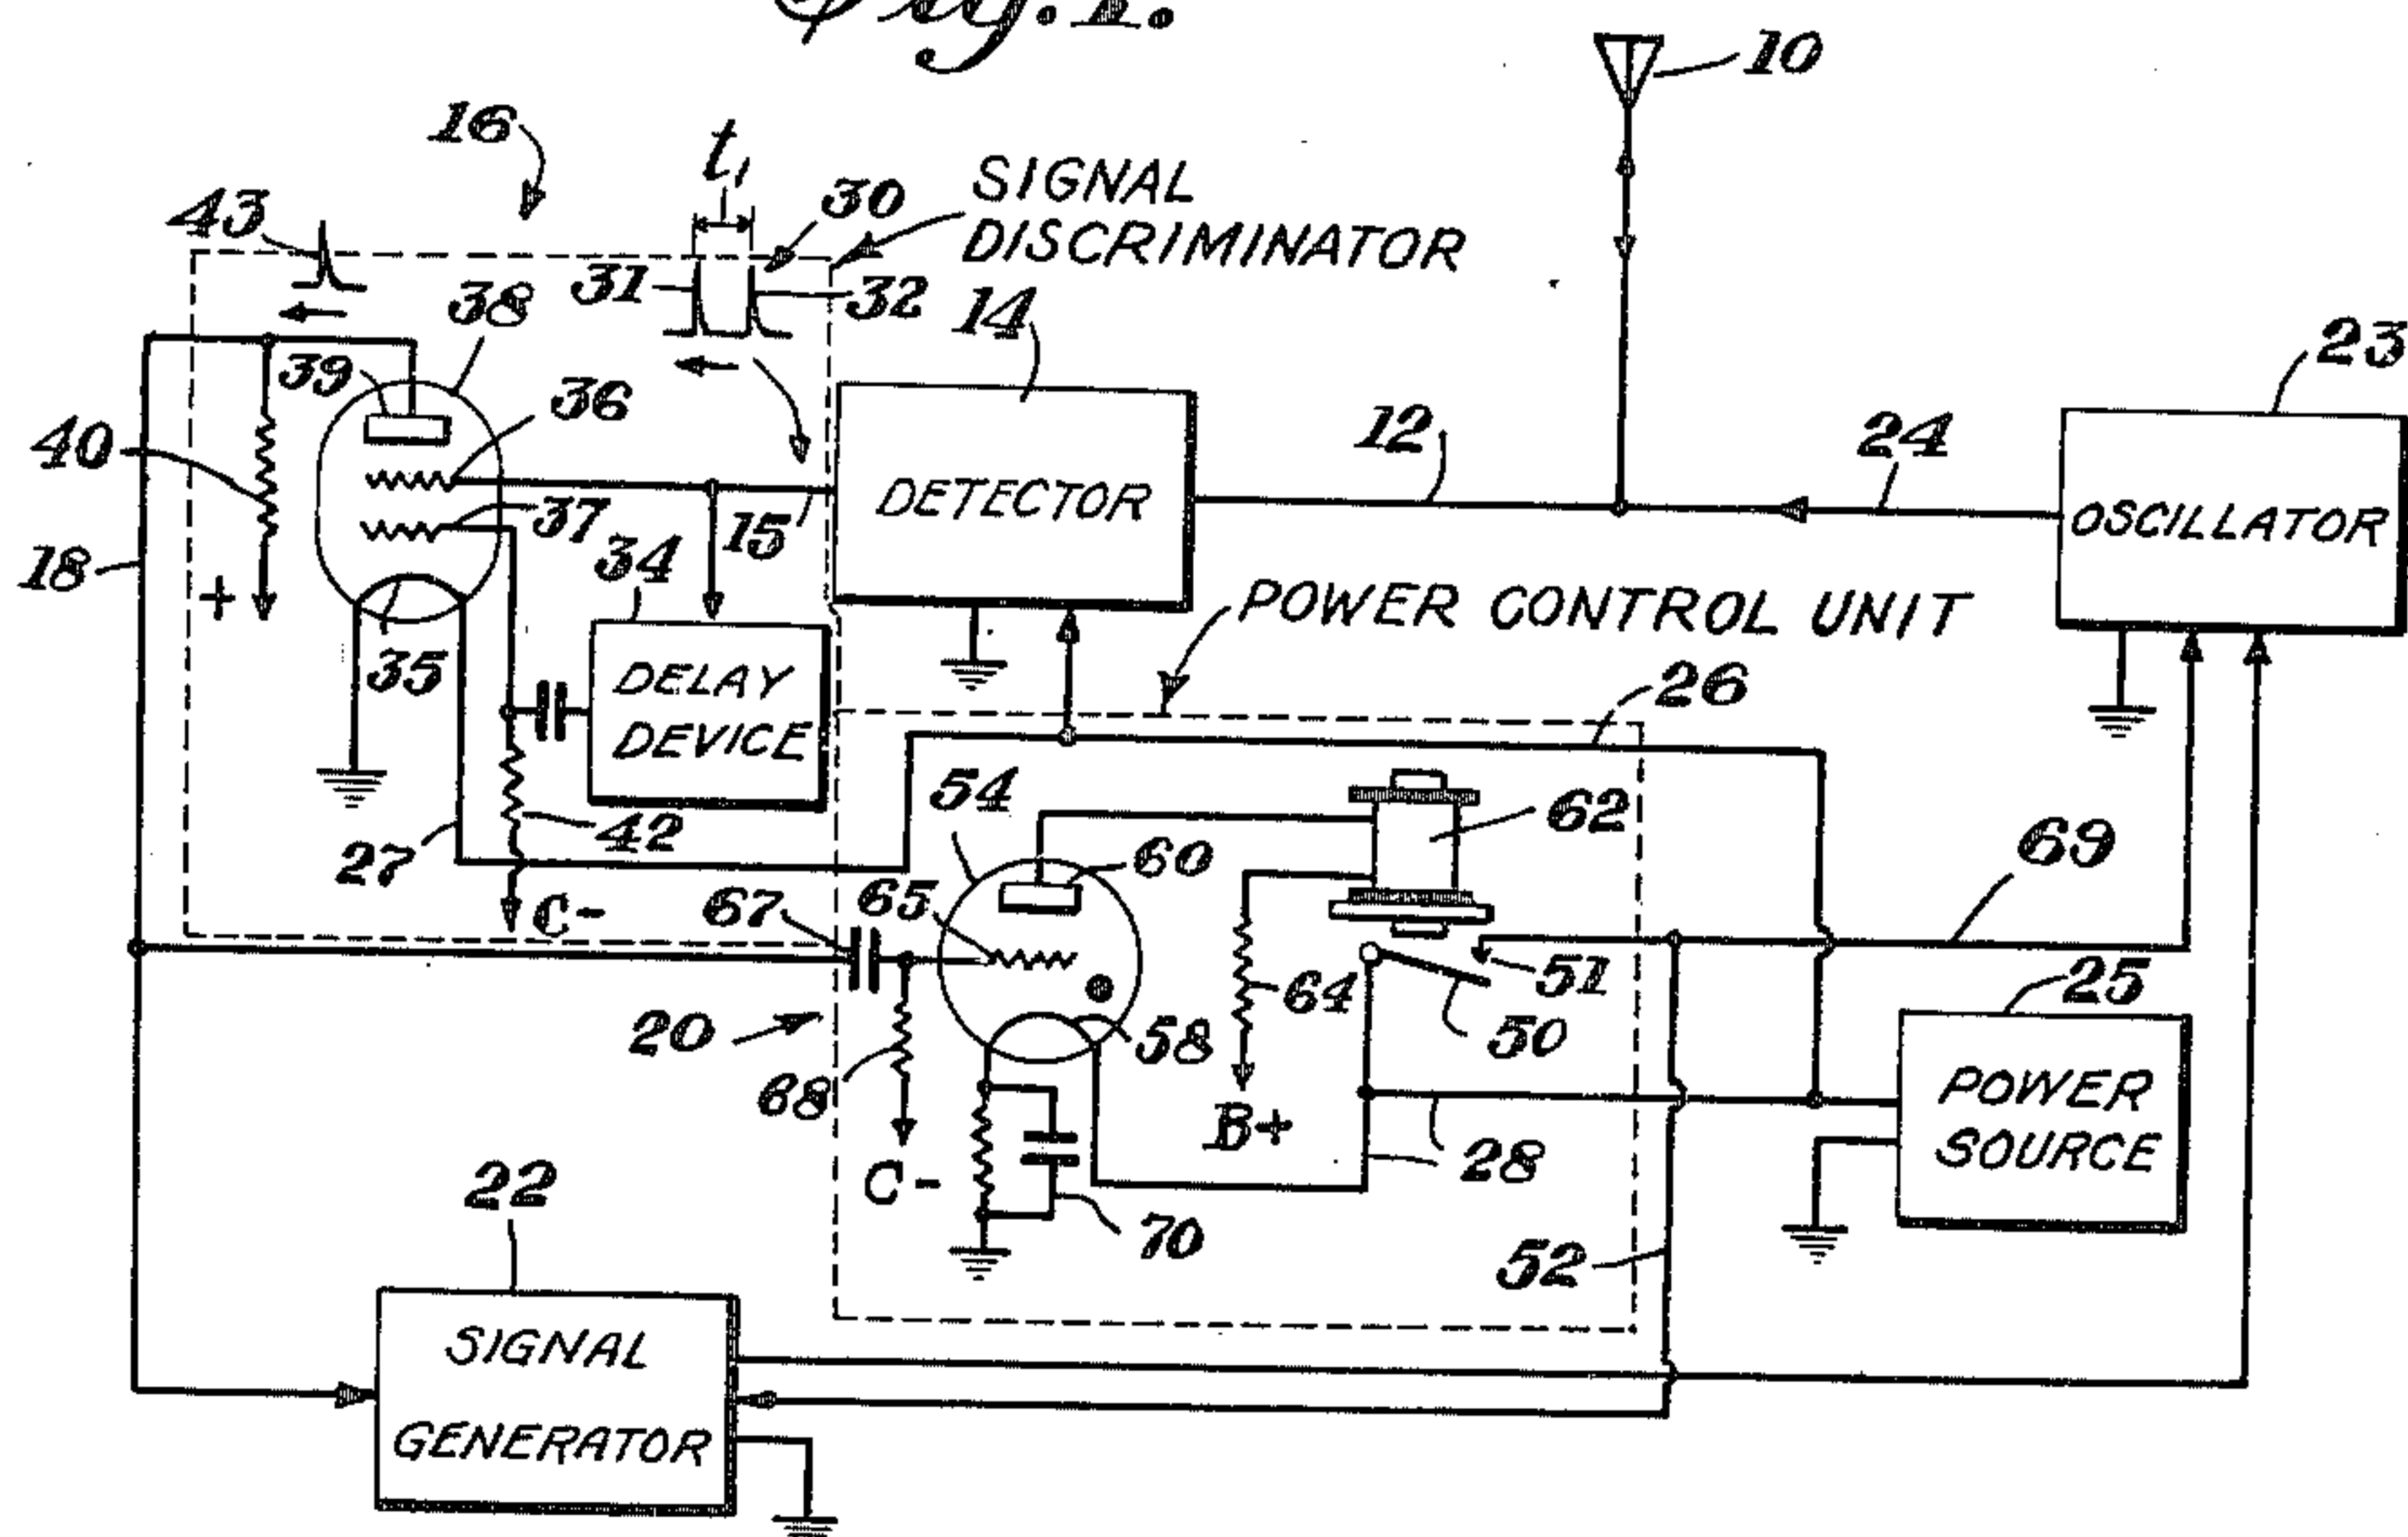 Fig. 1.
10
16
t₁
30
SIGNAL
DISCRIMINATOR
43
31
32
38
14
23
39
36
40
12
24
DETECTOR
OSCILLATOR
37
15
34
18
+
POWER CONTROL UNIT
35
DELAY
DEVICE
26
54
62
42
27
60
69
C-
67
65
51
25
64
50
20
58
68
POWER
SOURCE
B+
C-
28
22
70
52
SIGNAL
GENERATOR